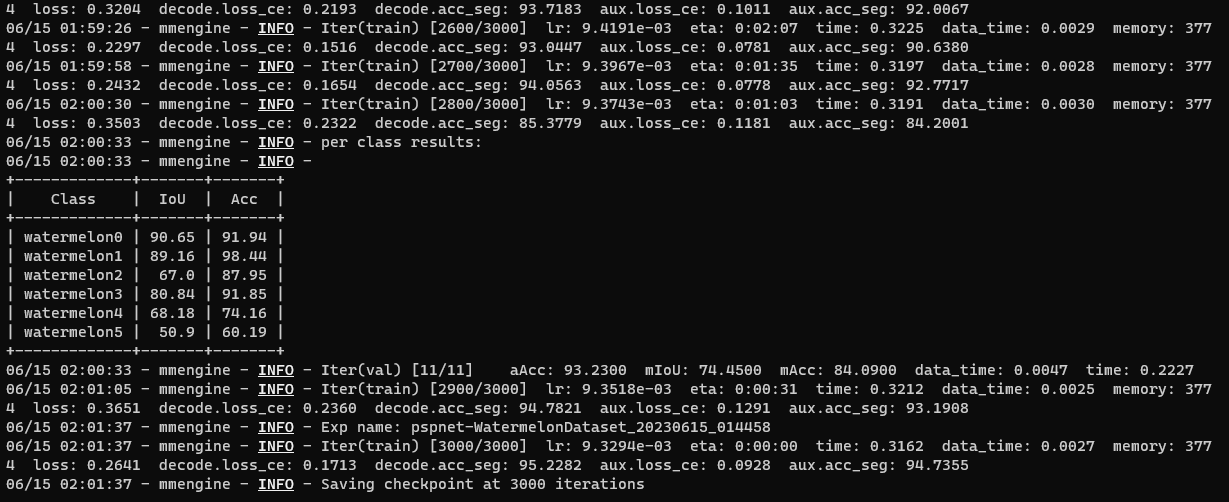 4  loss: 0.3204  decode.loss_ce: 0.2193  decode.acc_seg: 93.7183  aux.loss_ce: 0.1011  aux.acc_seg: 92.0067
06/15 01:59:26 - mmengine - INFO - Iter(train) [2600/3000]  lr: 9.4191e-03  eta: 0:02:07  time: 0.3225  data_time: 0.0029  memory: 377
4  loss: 0.2297  decode.loss_ce: 0.1516  decode.acc_seg: 93.0447  aux.loss_ce: 0.0781  aux.acc_seg: 90.6380
06/15 01:59:58 - mmengine - INFO - Iter(train) [2700/3000]  lr: 9.3967e-03  eta: 0:01:35  time: 0.3197  data_time: 0.0028  memory: 377
4  loss: 0.2432  decode.loss_ce: 0.1654  decode.acc_seg: 94.0563  aux.loss_ce: 0.0778  aux.acc_seg: 92.7717
06/15 02:00:30 - mmengine - INFO - Iter(train) [2800/3000]  lr: 9.3743e-03  eta: 0:01:03  time: 0.3191  data_time: 0.0030  memory: 377
4  loss: 0.3503  decode.loss_ce: 0.2322  decode.acc_seg: 85.3779  aux.loss_ce: 0.1181  aux.acc_seg: 84.2001
06/15 02:00:33 - mmengine - INFO - per class results:
06/15 02:00:33 - mmengine - INFO -
+-------------+-------+-------+
|    Class    |  IoU  |  Acc  |
+-------------+-------+-------+
| watermelon0 | 90.65 | 91.94 |
| watermelon1 | 89.16 | 98.44 |
| watermelon2 |  67.0 | 87.95 |
| watermelon3 | 80.84 | 91.85 |
| watermelon4 | 68.18 | 74.16 |
| watermelon5 |  50.9 | 60.19 |
+-------------+-------+-------+
06/15 02:00:33 - mmengine - INFO - Iter(val) [11/11]    aAcc: 93.2300  mIoU: 74.4500  mAcc: 84.0900  data_time: 0.0047  time: 0.2227
06/15 02:01:05 - mmengine - INFO - Iter(train) [2900/3000]  lr: 9.3518e-03  eta: 0:00:31  time: 0.3212  data_time: 0.0025  memory: 377
4  loss: 0.3651  decode.loss_ce: 0.2360  decode.acc_seg: 94.7821  aux.loss_ce: 0.1291  aux.acc_seg: 93.1908
06/15 02:01:37 - mmengine - INFO - Exp name: pspnet-WatermelonDataset_20230615_014458
06/15 02:01:37 - mmengine - INFO - Iter(train) [3000/3000]  lr: 9.3294e-03  eta: 0:00:00  time: 0.3162  data_time: 0.0027  memory: 377
4  loss: 0.2641  decode.loss_ce: 0.1713  decode.acc_seg: 95.2282  aux.loss_ce: 0.0928  aux.acc_seg: 94.7355
06/15 02:01:37 - mmengine - INFO - Saving checkpoint at 3000 iterations